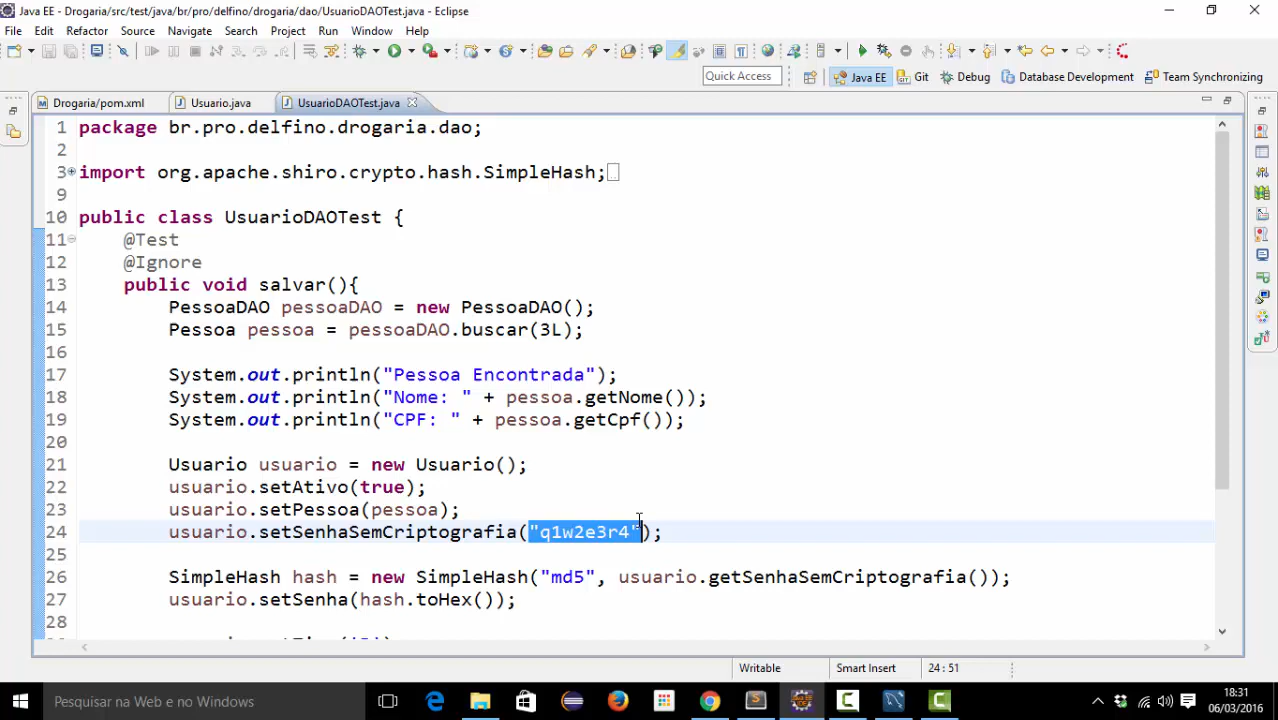 Java EE - Drogaria/src/test/java/br/pro/delfino/drogaria/dao/UsuarioDAOTest.java - Eclipse
File Edit Refactor Source Navigate Search Project Run Window Help
Quick Access Java EE Git Debug Database Development Team Synchronizing
Drogaria/pom.xml Usuario.java UsuarioDAOTest.java
1 package br.pro.delfino.drogaria.dao;
2
3 import org.apache.shiro.crypto.hash.SimpleHash;
9
10 public class UsuarioDAOTest {
11 @Test
12 @Ignore
13 public void salvar(){
14 PessoaDAO pessoaDAO = new PessoaDAO();
15 Pessoa pessoa = pessoaDAO.buscar(3L);
16
17 System.out.println("Pessoa Encontrada");
18 System.out.println("Nome: " + pessoa.getNome());
19 System.out.println("CPF: " + pessoa.getCpf());
20
21 Usuario usuario = new Usuario();
22 usuario.setAtivo(true);
23 usuario.setPessoa(pessoa);
24 usuario.setSenhaSemCriptografia("q1w2e3r4");
25
26 SimpleHash hash = new SimpleHash("md5", usuario.getSenhaSemCriptografia());
27 usuario.setSenha(hash.toHex());
28
Writable Smart Insert 24 : 51
Pesquisar na Web e no Windows
18:31
06/03/2016